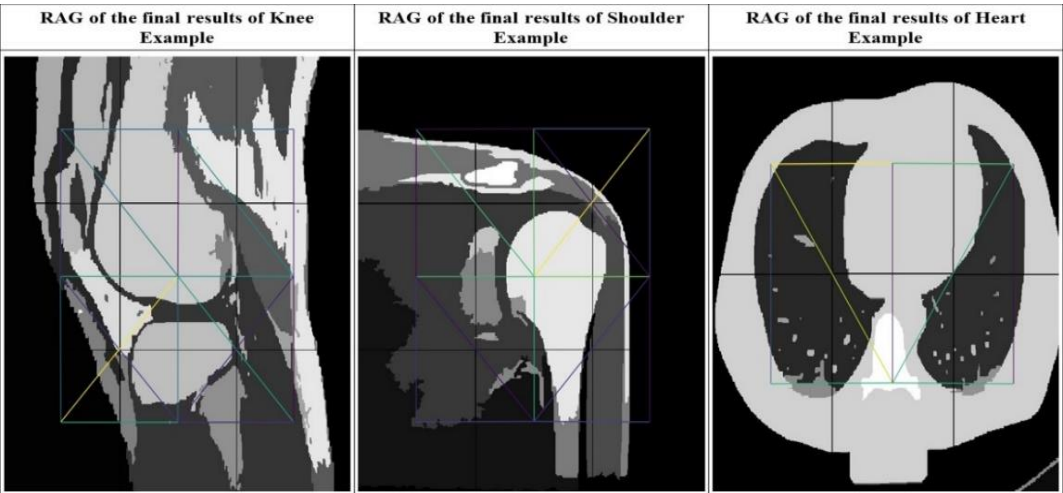 RAG of the final results of Knee
Example
RAG of the final results of Shoulder
Example
RAG of the final results of Heart
Example